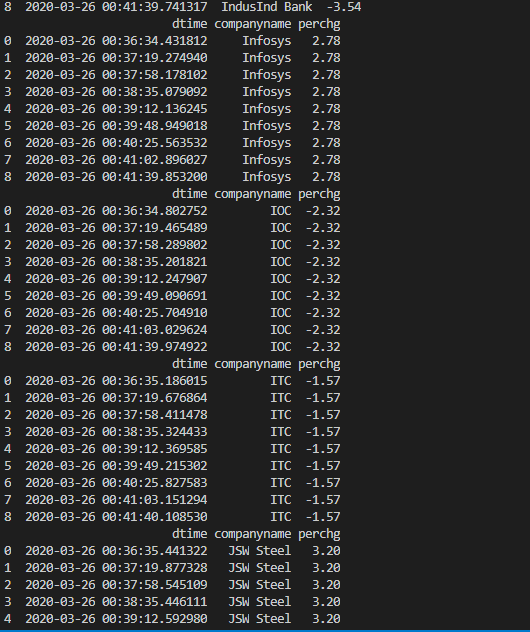 8  2020-03-26 00:41:39.741317  IndusInd Bank  -3.54
                        dtime companyname perchg
0  2020-03-26 00:36:34.431812     Infosys   2.78
1  2020-03-26 00:37:19.274940     Infosys   2.78
2  2020-03-26 00:37:58.178102     Infosys   2.78
3  2020-03-26 00:38:35.079092     Infosys   2.78
4  2020-03-26 00:39:12.136245     Infosys   2.78
5  2020-03-26 00:39:48.949018     Infosys   2.78
6  2020-03-26 00:40:25.563532     Infosys   2.78
7  2020-03-26 00:41:02.896027     Infosys   2.78
8  2020-03-26 00:41:39.853200     Infosys   2.78
                        dtime companyname perchg
0  2020-03-26 00:36:34.802752         IOC  -2.32
1  2020-03-26 00:37:19.465489         IOC  -2.32
2  2020-03-26 00:37:58.289802         IOC  -2.32
3  2020-03-26 00:38:35.201821         IOC  -2.32
4  2020-03-26 00:39:12.247907         IOC  -2.32
5  2020-03-26 00:39:49.090691         IOC  -2.32
6  2020-03-26 00:40:25.704910         IOC  -2.32
7  2020-03-26 00:41:03.029624         IOC  -2.32
8  2020-03-26 00:41:39.974922         IOC  -2.32
                        dtime companyname perchg
0  2020-03-26 00:36:35.186015         ITC  -1.57
1  2020-03-26 00:37:19.676864         ITC  -1.57
2  2020-03-26 00:37:58.411478         ITC  -1.57
3  2020-03-26 00:38:35.324433         ITC  -1.57
4  2020-03-26 00:39:12.369585         ITC  -1.57
5  2020-03-26 00:39:49.215302         ITC  -1.57
6  2020-03-26 00:40:25.827583         ITC  -1.57
7  2020-03-26 00:41:03.151294         ITC  -1.57
8  2020-03-26 00:41:40.108530         ITC  -1.57
                        dtime companyname perchg
0  2020-03-26 00:36:35.441322   JSW Steel   3.20
1  2020-03-26 00:37:19.877328   JSW Steel   3.20
2  2020-03-26 00:37:58.545109   JSW Steel   3.20
3  2020-03-26 00:38:35.446111   JSW Steel   3.20
4  2020-03-26 00:39:12.592980   JSW Steel   3.20